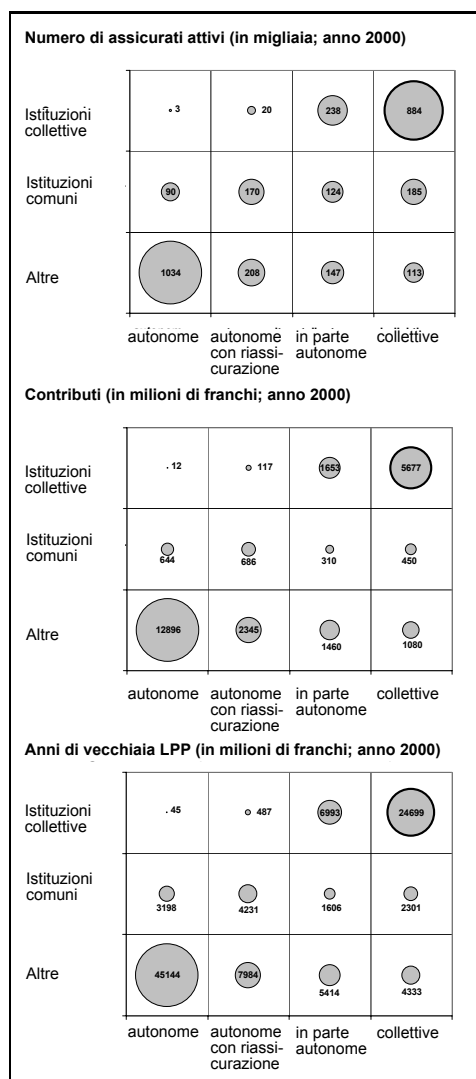 Numero di assicurati attivi (in migliaia; anno 2000)
Istituzioni
collettive
3 20 238 884
Istituzioni
comuni
90 170 124 185
Altre
1034 208 147 113
autonome autonome in parte collettive
con riassi- autonome
curazione
Contributi (in milioni di franchi; anno 2000)
Istituzioni
collettive
12 117 1653 5677
Istituzioni
comuni
644 686 310 450
Altre
12896 2345 1460 1080
autonome autonome in parte collettive
con riassi- autonome
curazione
Anni di vecchiaia LPP (in milioni di franchi; anno 2000)
Istituzioni
collettive
45 487 6993 24699
Istituzioni
comuni
3198 4231 1606 2301
Altre
45144 7984 5414 4333
autonome autonome in parte collettive
con riassi- autonome
curazione